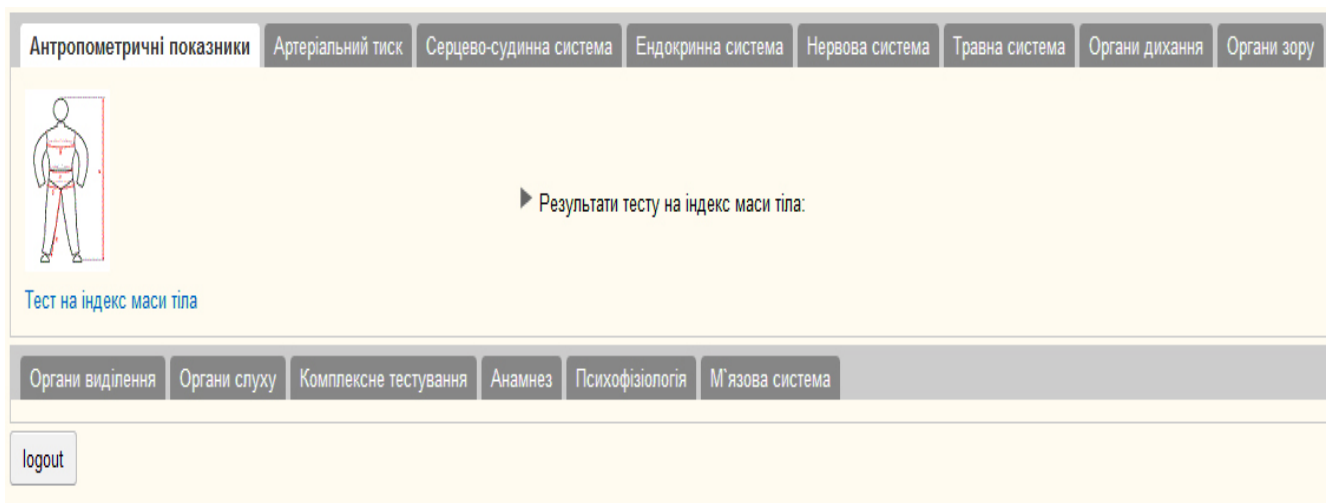 Антропометричні показники Артеріальний тиск Серцево-судинна система Ендокринна система Нервова система Травна система Органи дихання Органи зору
Результати тесту на індекс маси тіла:
Тест на індекс маси тіла
Органи виділення Органи слуху Комплексне тестування Анамнез Психофізіологія М`язова система
logout